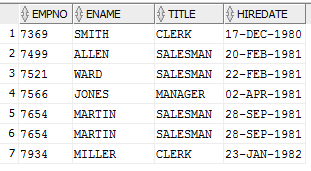 EMPNO ENAME TITLE HIREDATE
1 7369 SMITH CLERK 17-DEC-1980
2 7499 ALLEN SALESMAN 20-FEB-1981
3 7521 WARD SALESMAN 22-FEB-1981
4 7566 JONES MANAGER 02-APR-1981
5 7654 MARTIN SALESMAN 28-SEP-1981
6 7654 MARTIN SALESMAN 28-SEP-1981
7 7934 MILLER CLERK 23-JAN-1982